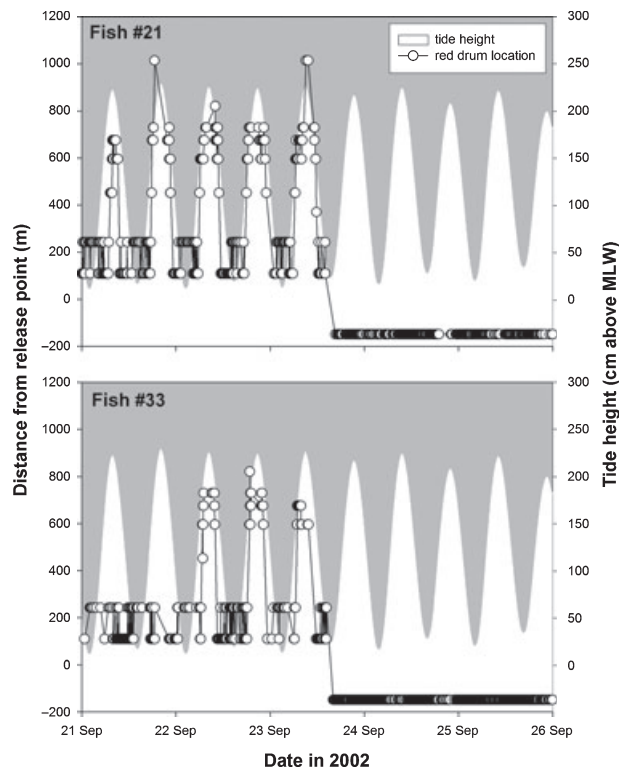 Fish #21
tide height
red drum location
1200
1000
800
600
400
200
0
–200
300
250
200
150
100
50
0
Fish #33
1200
1000
800
600
400
200
0
–200
300
250
200
150
100
50
0
Distance from release point (m)
Tide height (cm above MLW)
21 Sep
22 Sep
23 Sep
24 Sep
25 Sep
26 Sep
Date in 2002